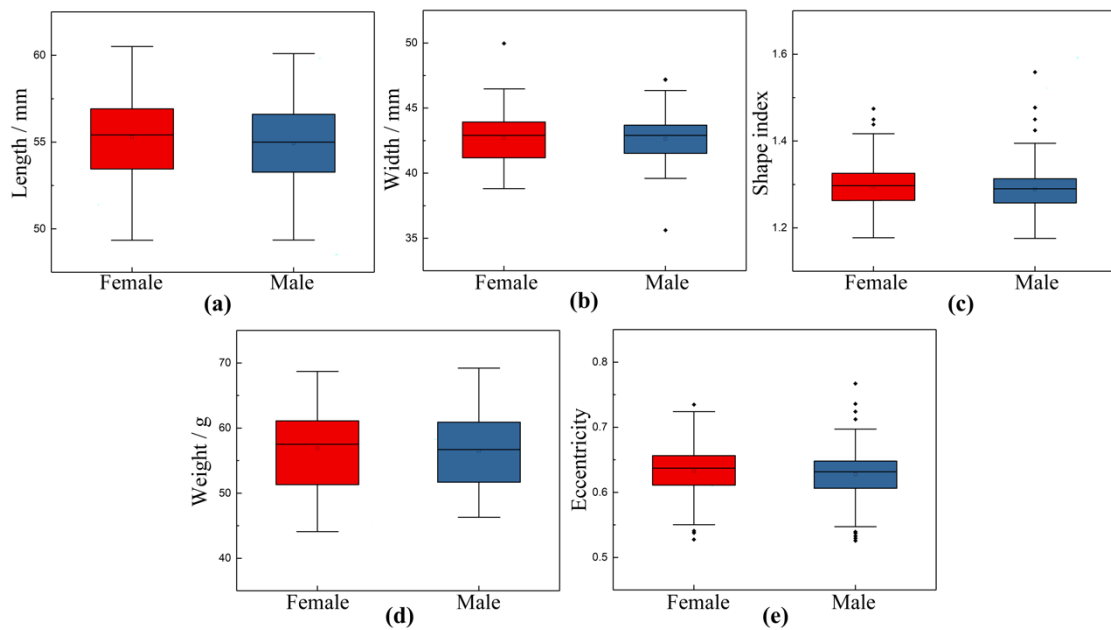 Length / mm
60
55
50
Female Male
(a)
Width / mm
50
45
40
35
Female Male
(b)
Shape index
1.6
1.4
1.2
Female Male
(c)
Weight / g
70
60
50
40
Female Male
(d)
Eccentricity
0.8
0.7
0.6
0.5
Female Male
(e)